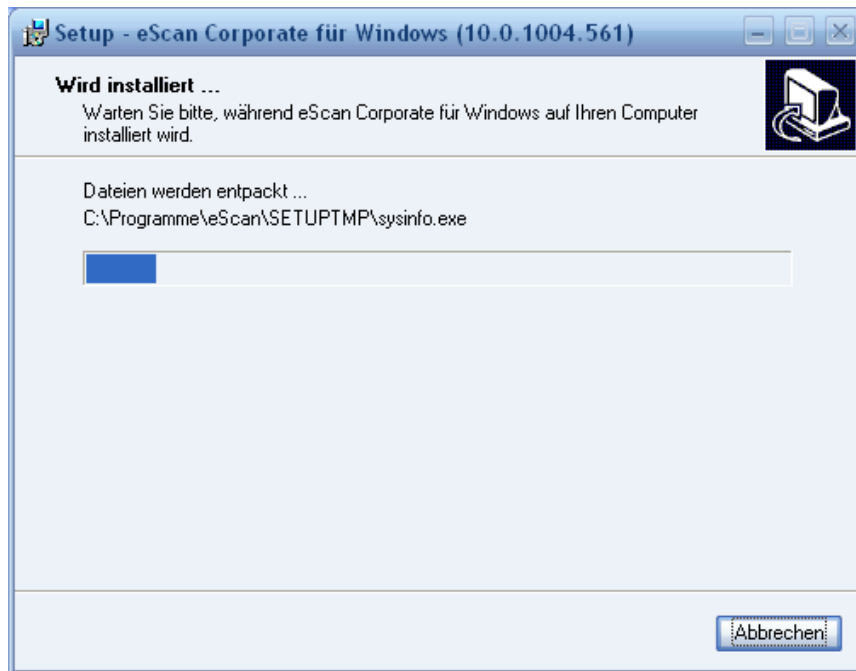 Setup - eScan Corporate für Windows (10.0.1004.561)
Wird installiert ...
Warten Sie bitte, während eScan Corporate für Windows auf Ihren Computer
installiert wird.
Dateien werden entpackt ...
C:\Programme\eScan\SETUPTMP\sysinfo.exe
Abbrechen